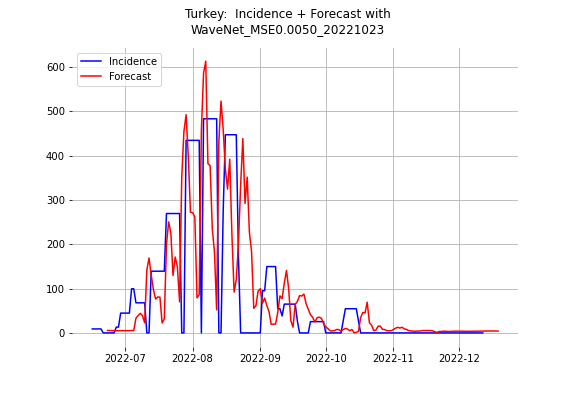 Turkey:  Incidence + Forecast with
WaveNet_MSE0.0050_20221023
Incidence
Forecast
600
500
400
300
200
100
0
2022-07 2022-08 2022-09 2022-10 2022-11 2022-12